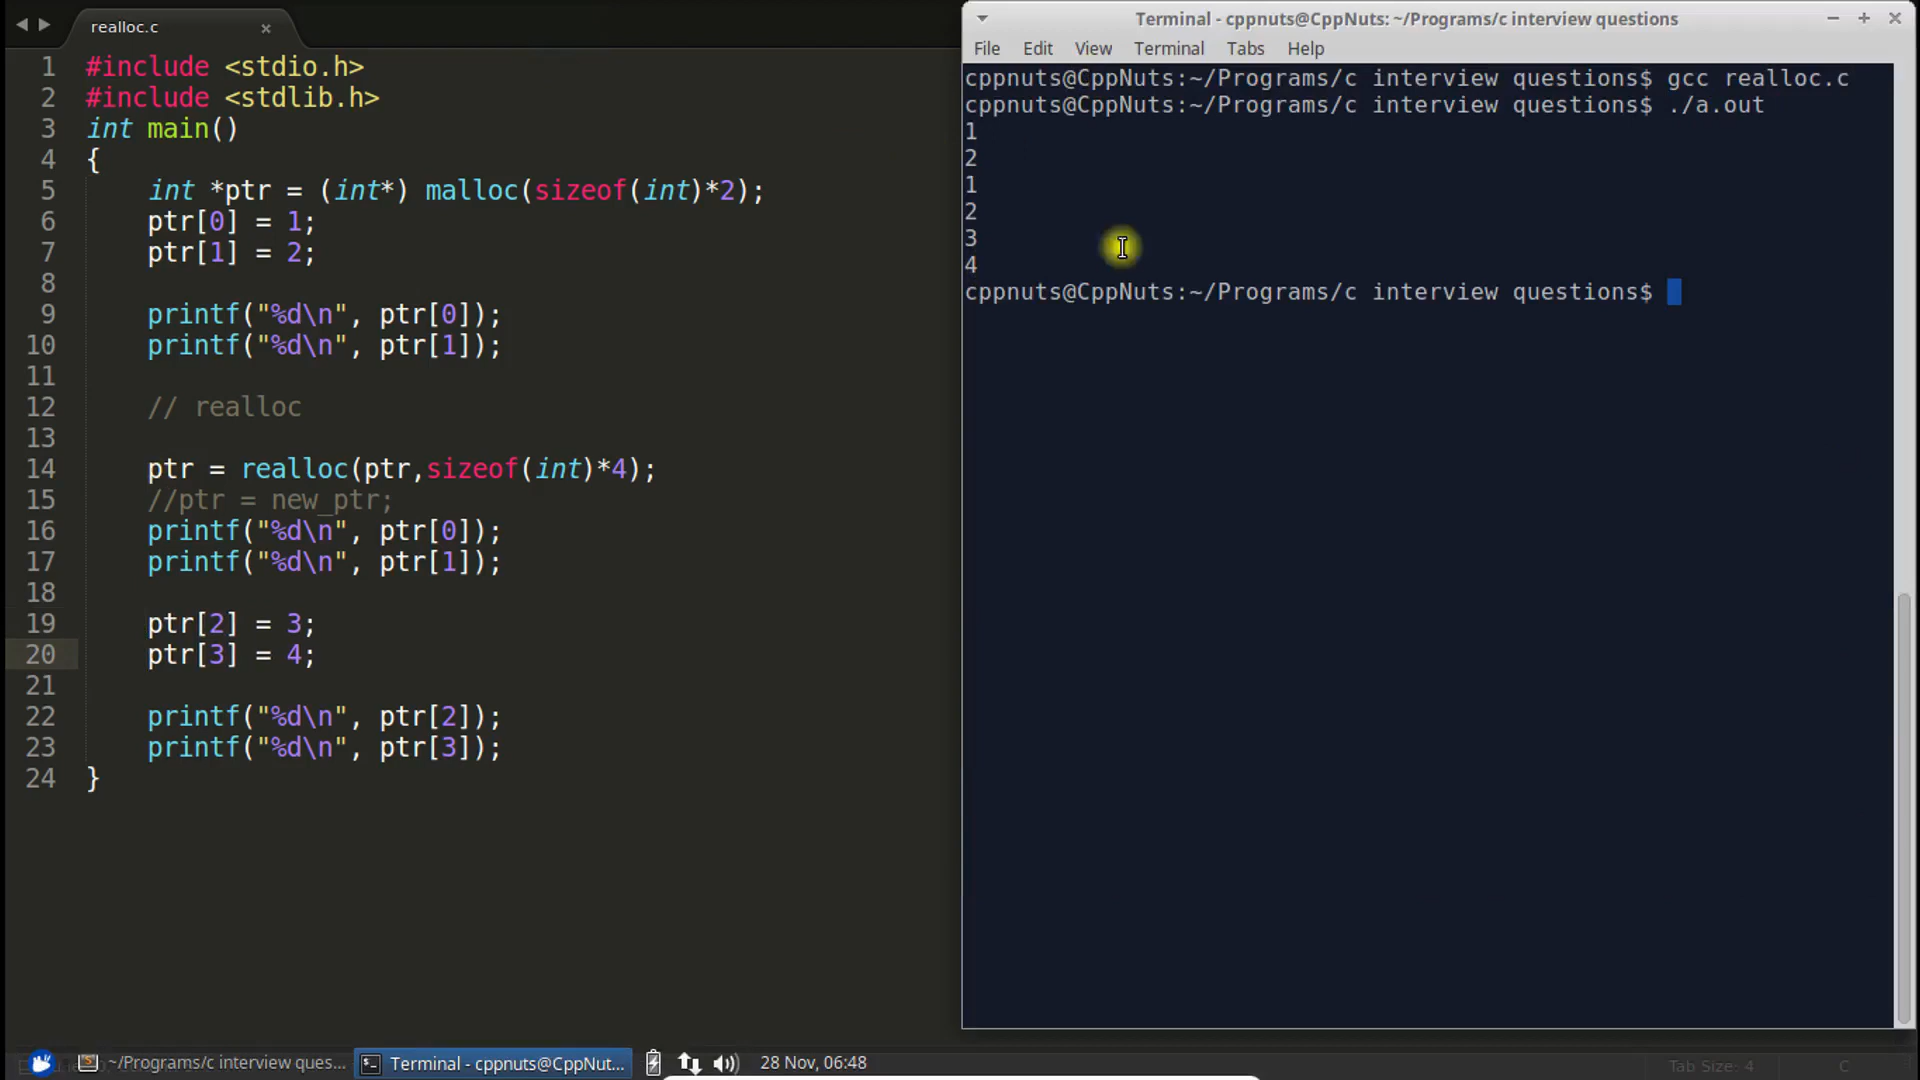 realloc.c
1 #include <stdio.h>
2 #include <stdlib.h>
3 int main()
4 {
5 int *ptr = (int*) malloc(sizeof(int)*2);
6 ptr[0] = 1;
7 ptr[1] = 2;
8
9 printf("%d\n", ptr[0]);
10 printf("%d\n", ptr[1]);
11
12 // realloc
13
14 ptr = realloc(ptr,sizeof(int)*4);
15 //ptr = new_ptr;
16 printf("%d\n", ptr[0]);
17 printf("%d\n", ptr[1]);
18
19 ptr[2] = 3;
20 ptr[3] = 4;
21
22 printf("%d\n", ptr[2]);
23 printf("%d\n", ptr[3]);
24 }
Terminal - cppnuts@CppNuts: ~/Programs/c interview questions
File Edit View Terminal Tabs Help
cppnuts@CppNuts:~/Programs/c interview questions$ gcc realloc.c
cppnuts@CppNuts:~/Programs/c interview questions$ ./a.out
1
2
1
2
3
4
cppnuts@CppNuts:~/Programs/c interview questions$
~/Programs/c interview ques... Terminal - cppnuts@CppNut... 28 Nov, 06:48 Tab Size: 4 C